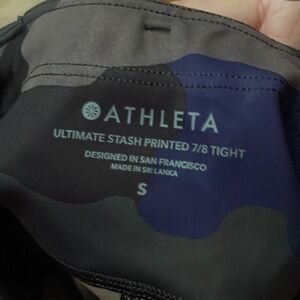 ATHLETA
ULTIMATE STASH PRINTED 7/8 TIGHT
DESIGNED IN SAN FRANCISCO
MADE IN SRI LANKA
S